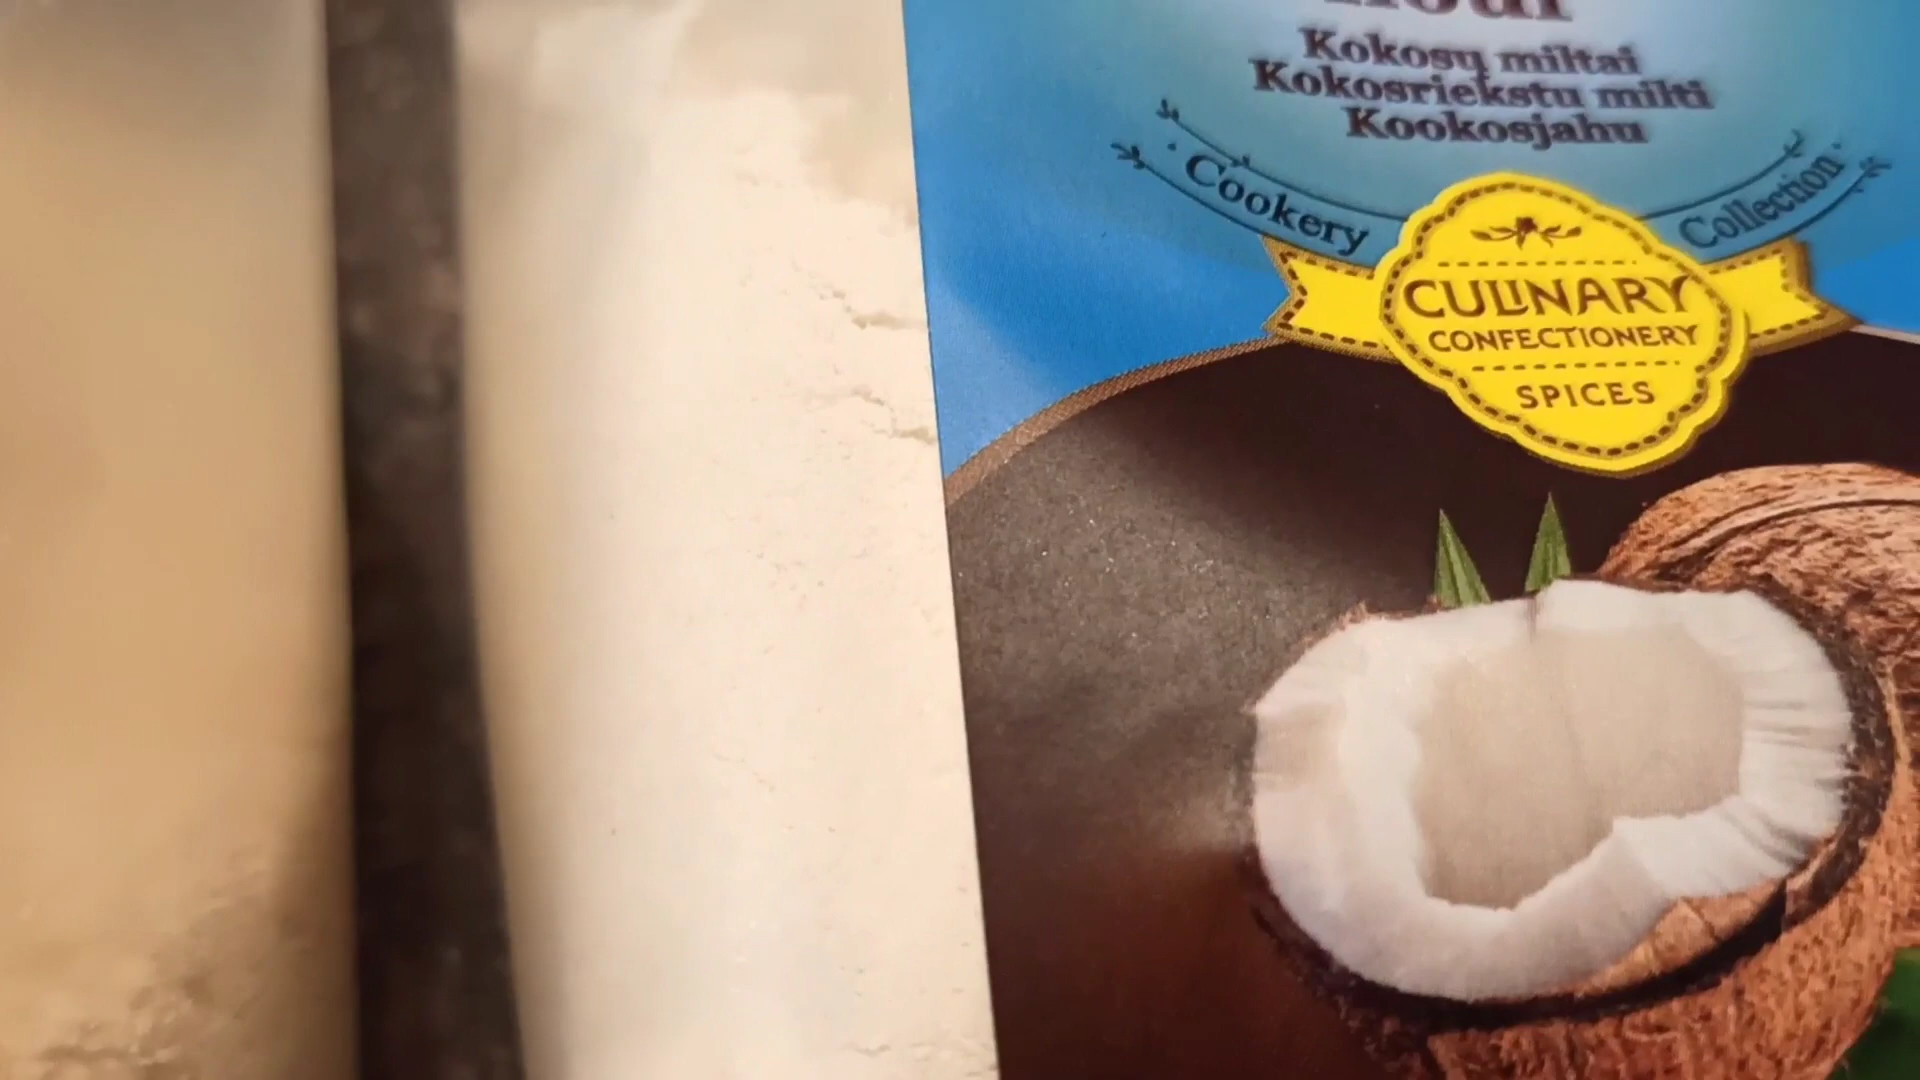 Kokosų miltai
Kokosriekstu milti
Kookosjahu
Cookery Collection
CULINARY
CONFECTIONERY
SPICES